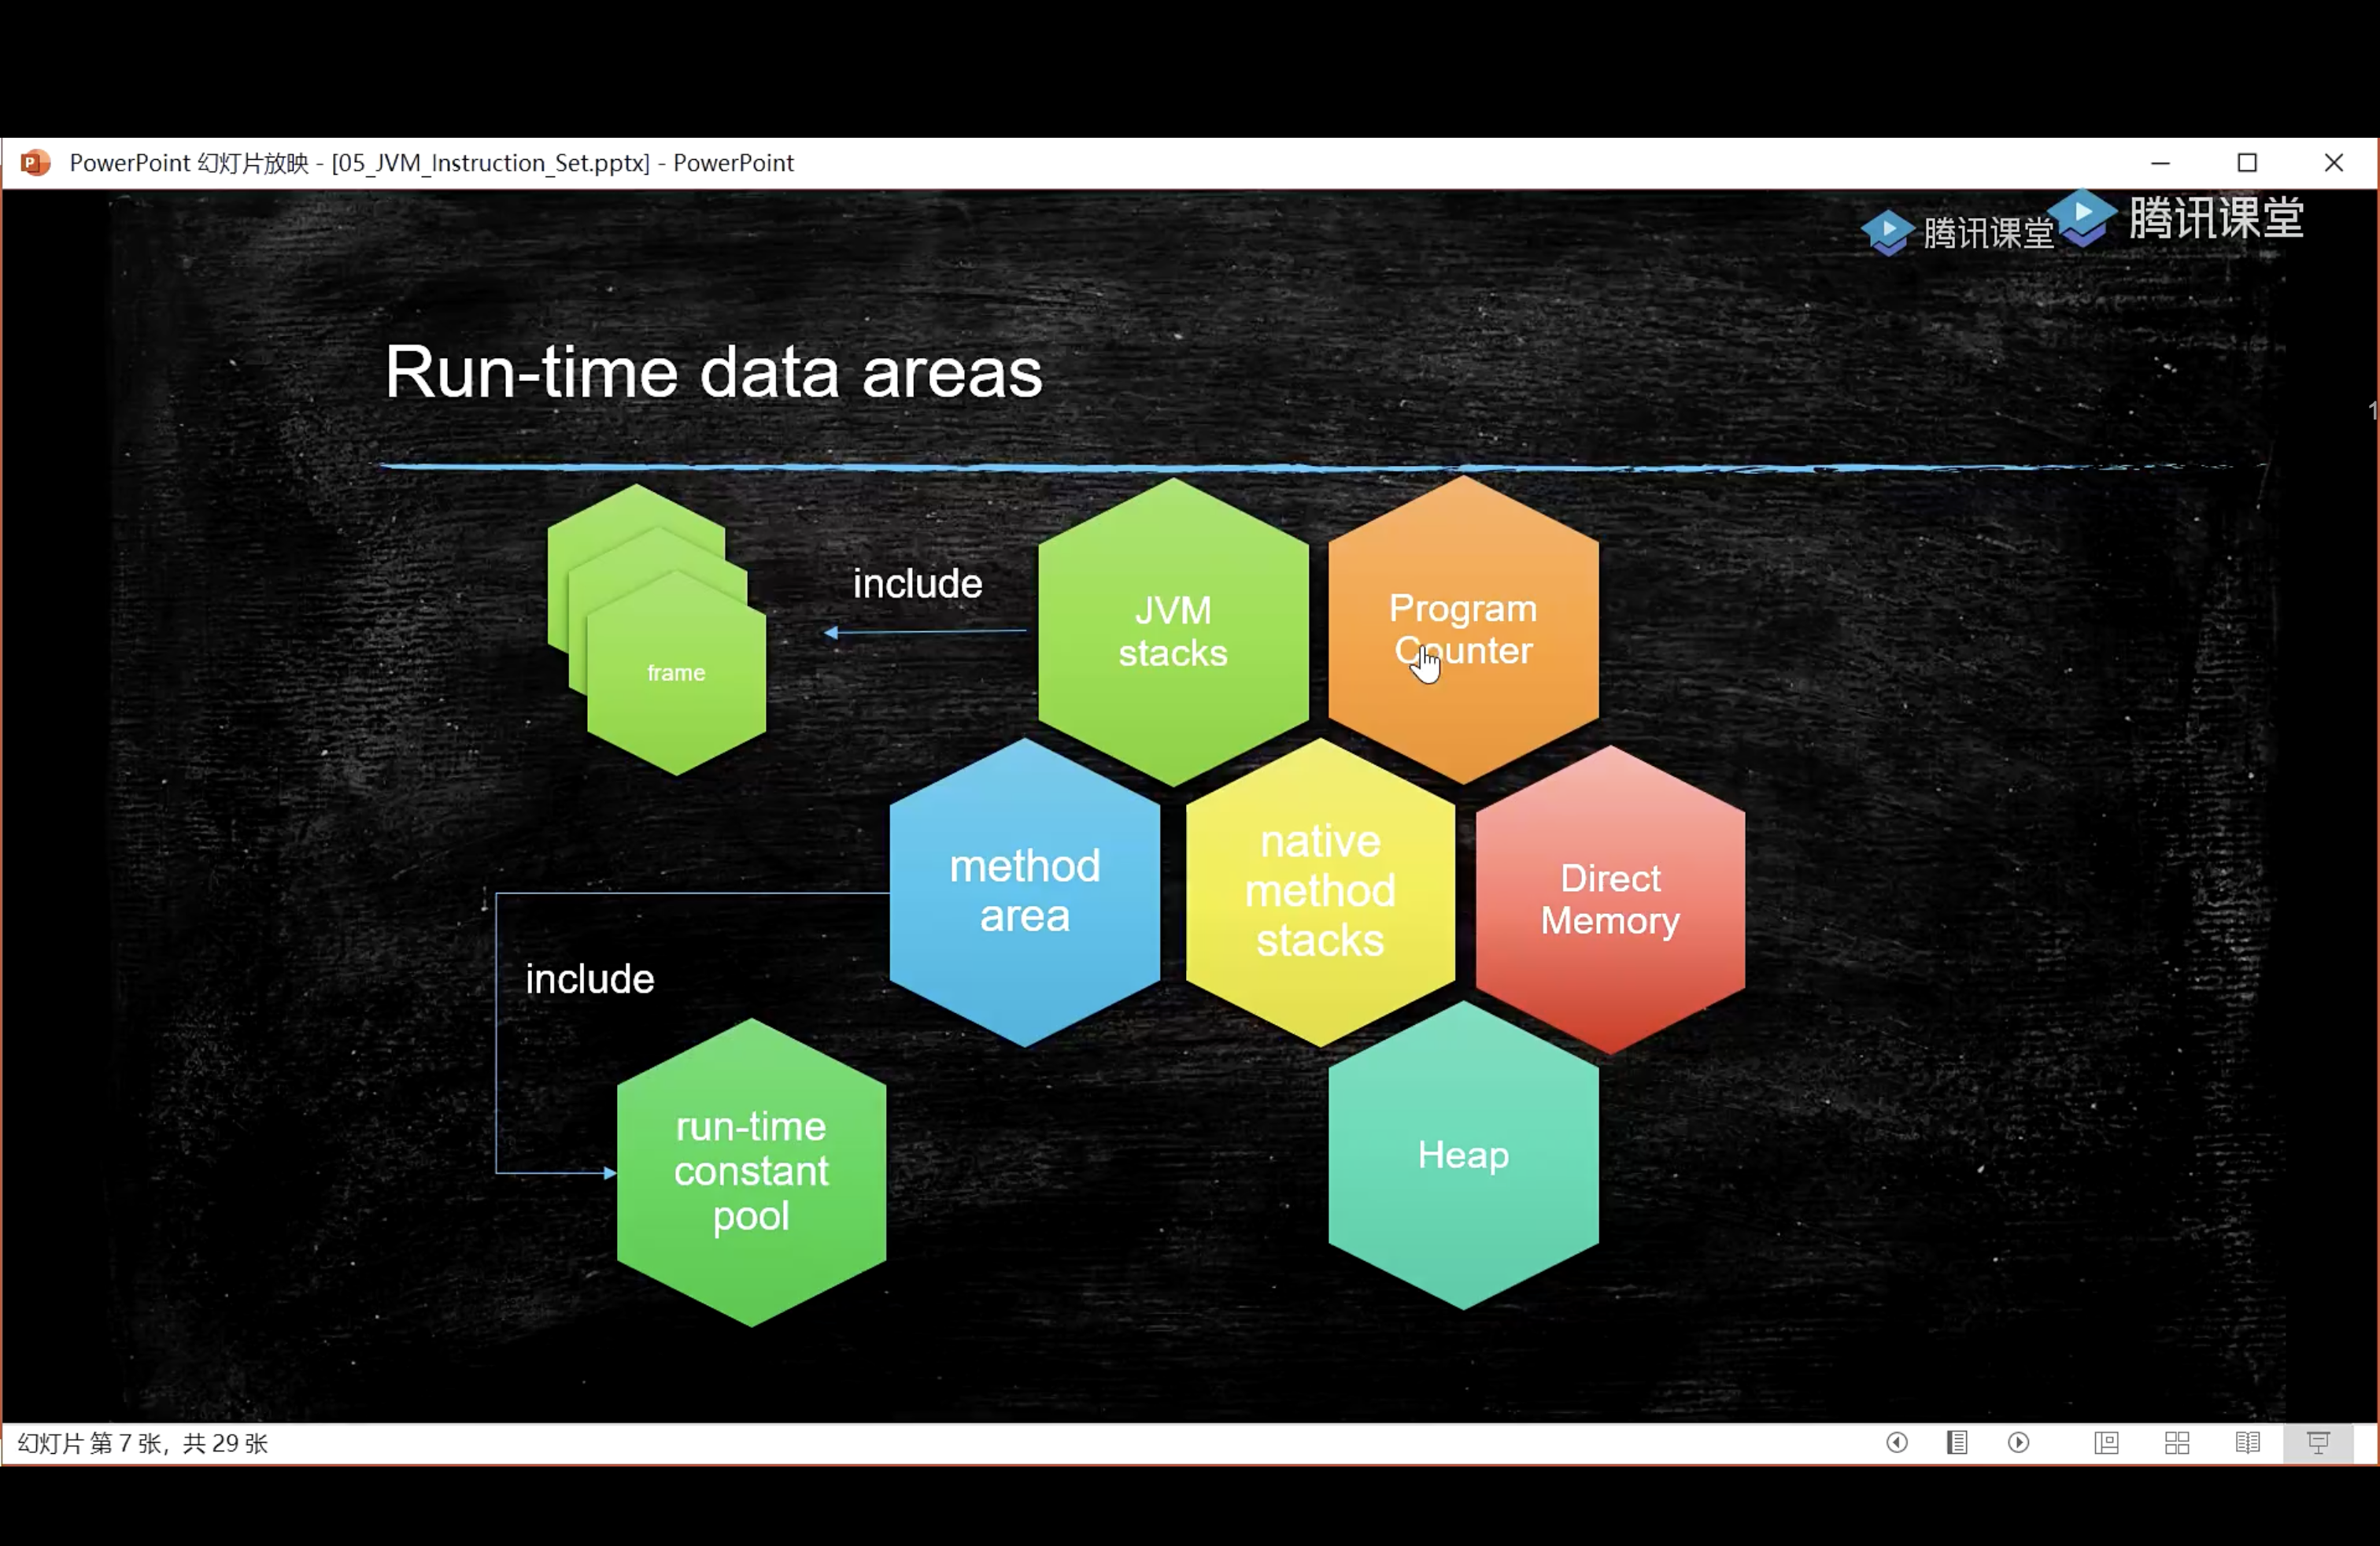 PowerPoint 幻灯片放映 - [05_JVM_Instruction_Set.pptx] - PowerPoint
腾讯课堂 腾讯课堂
Run-time data areas
1
include
JVM
stacks
Program
Counter
frame
method
area
native
method
stacks
Direct
Memory
include
run-time
constant
pool
Heap
幻灯片 第 7 张，共 29 张